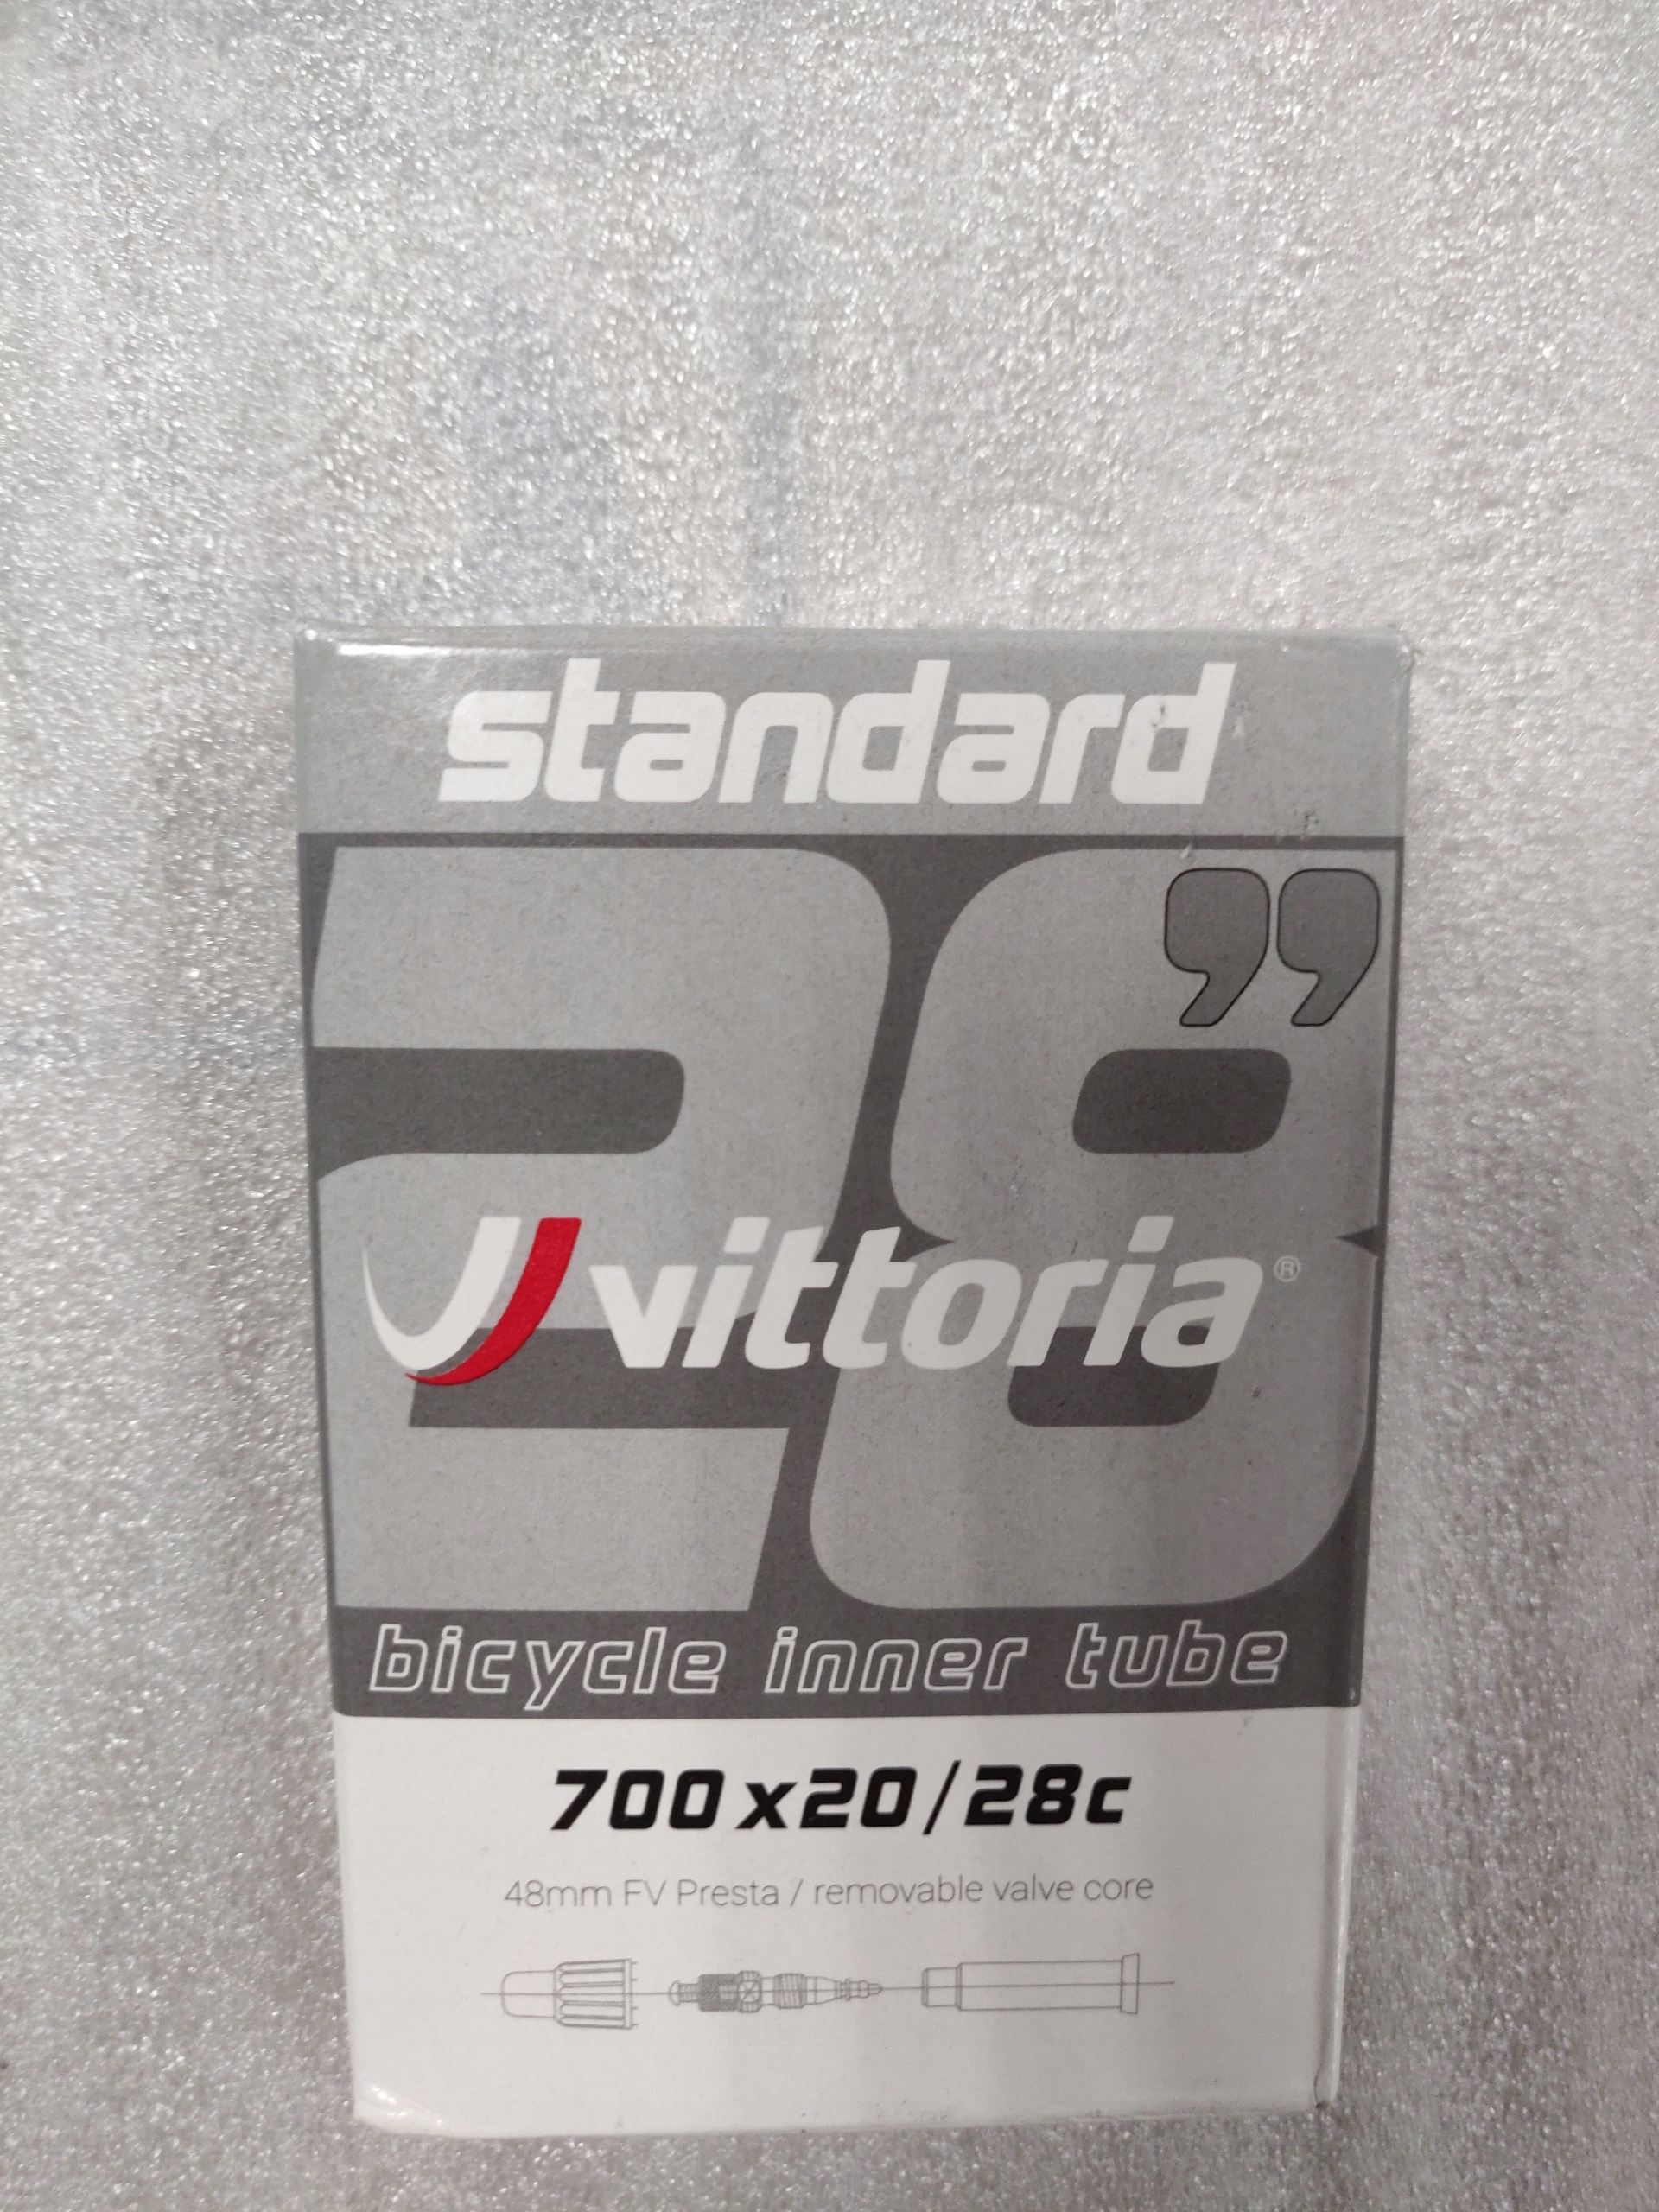 standard
28”
vittoria®
bicycle inner tube
700x20/28c
48mm FV Presta / removable valve core